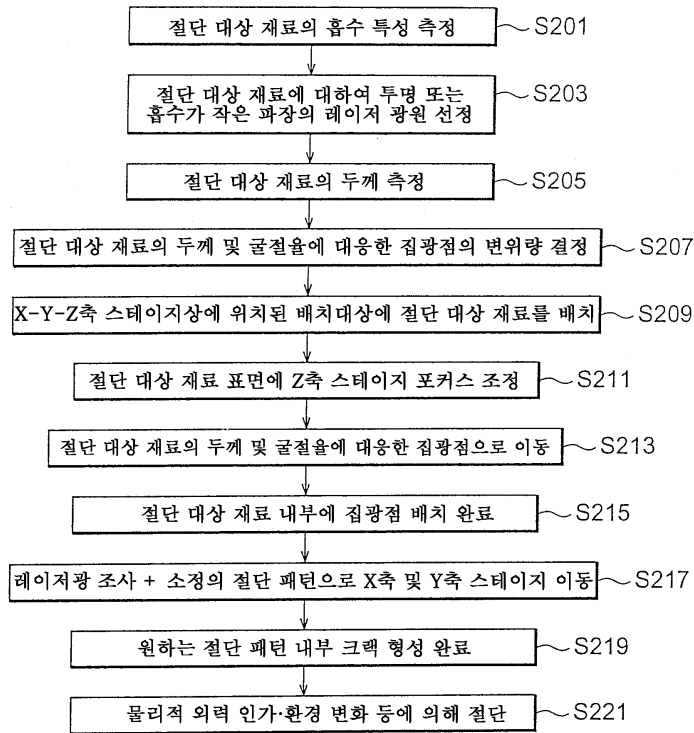 절단 대상 재료의 흡수 특성 측정
S201
절단 대상 재료에 대하여 투명 또는
흡수가 작은 파장의 레이저 광원 선정
S203
절단 대상 재료의 두께 측정
S205
절단 대상 재료의 두께 및 굴절율에 대응한 집광점의 변위량 결정
S207
X-Y-Z축 스테이지상에 위치된 배치대상에 절단 대상 재료를 배치
S209
절단 대상 재료 표면에 Z축 스테이지 포커스 조정
S211
절단 대상 재료의 두께 및 굴절율에 대응한 집광점으로 이동
S213
절단 대상 재료 내부에 집광점 배치 완료
S215
레이저광 조사 + 소정의 절단 패턴으로 X축 및 Y축 스테이지 이동
S217
원하는 절단 패턴 내부 크랙 형성 완료
S219
물리적 외력 인가·환경 변화 등에 의해 절단
S221